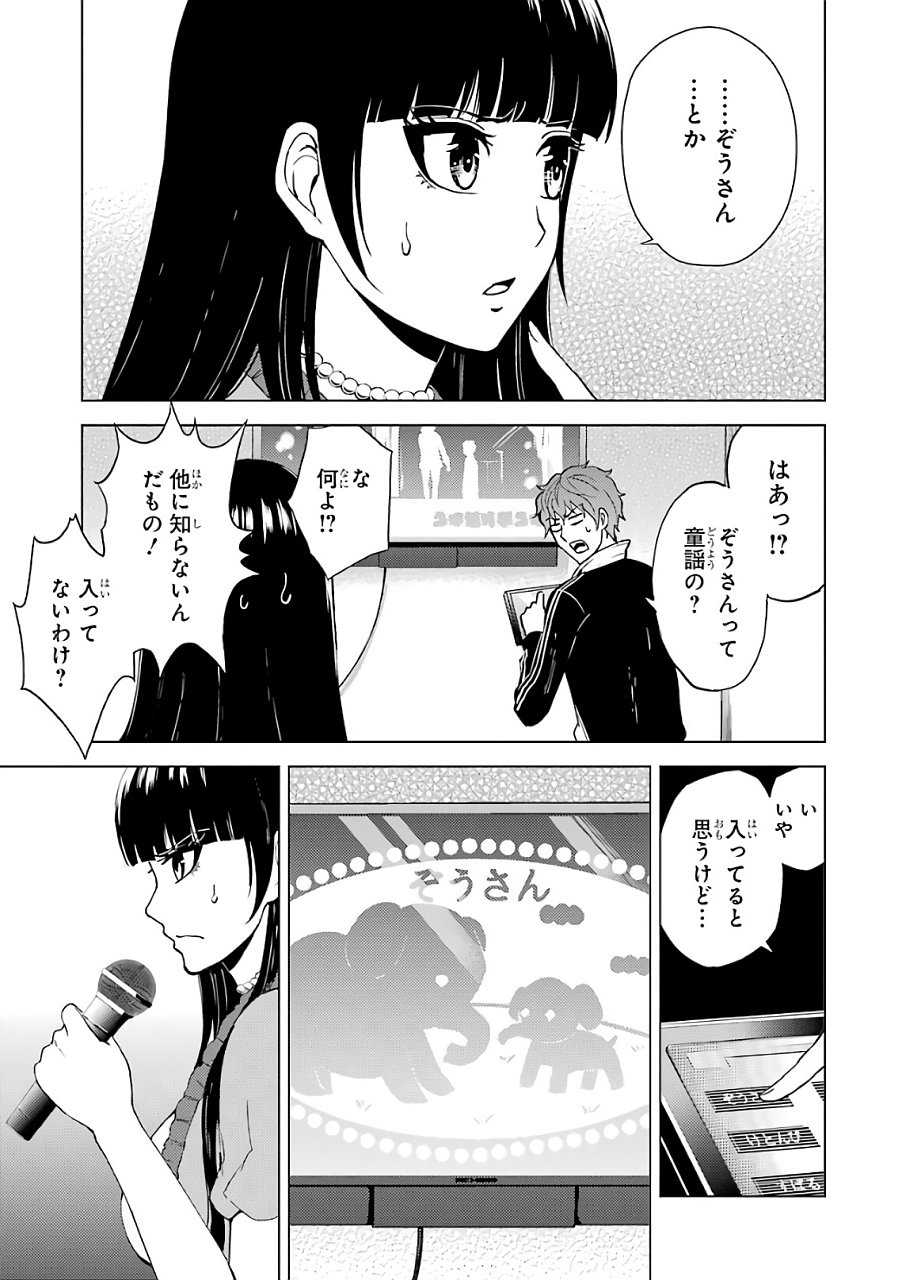 ……ぞうさん
…とか
はあっ!?
ぞうさんって
童謡の?
な
何よ!?
他に知らないん
だもの!
入って
ないわけ?
い
いや
入ってると
思うけど…
ぞうさん